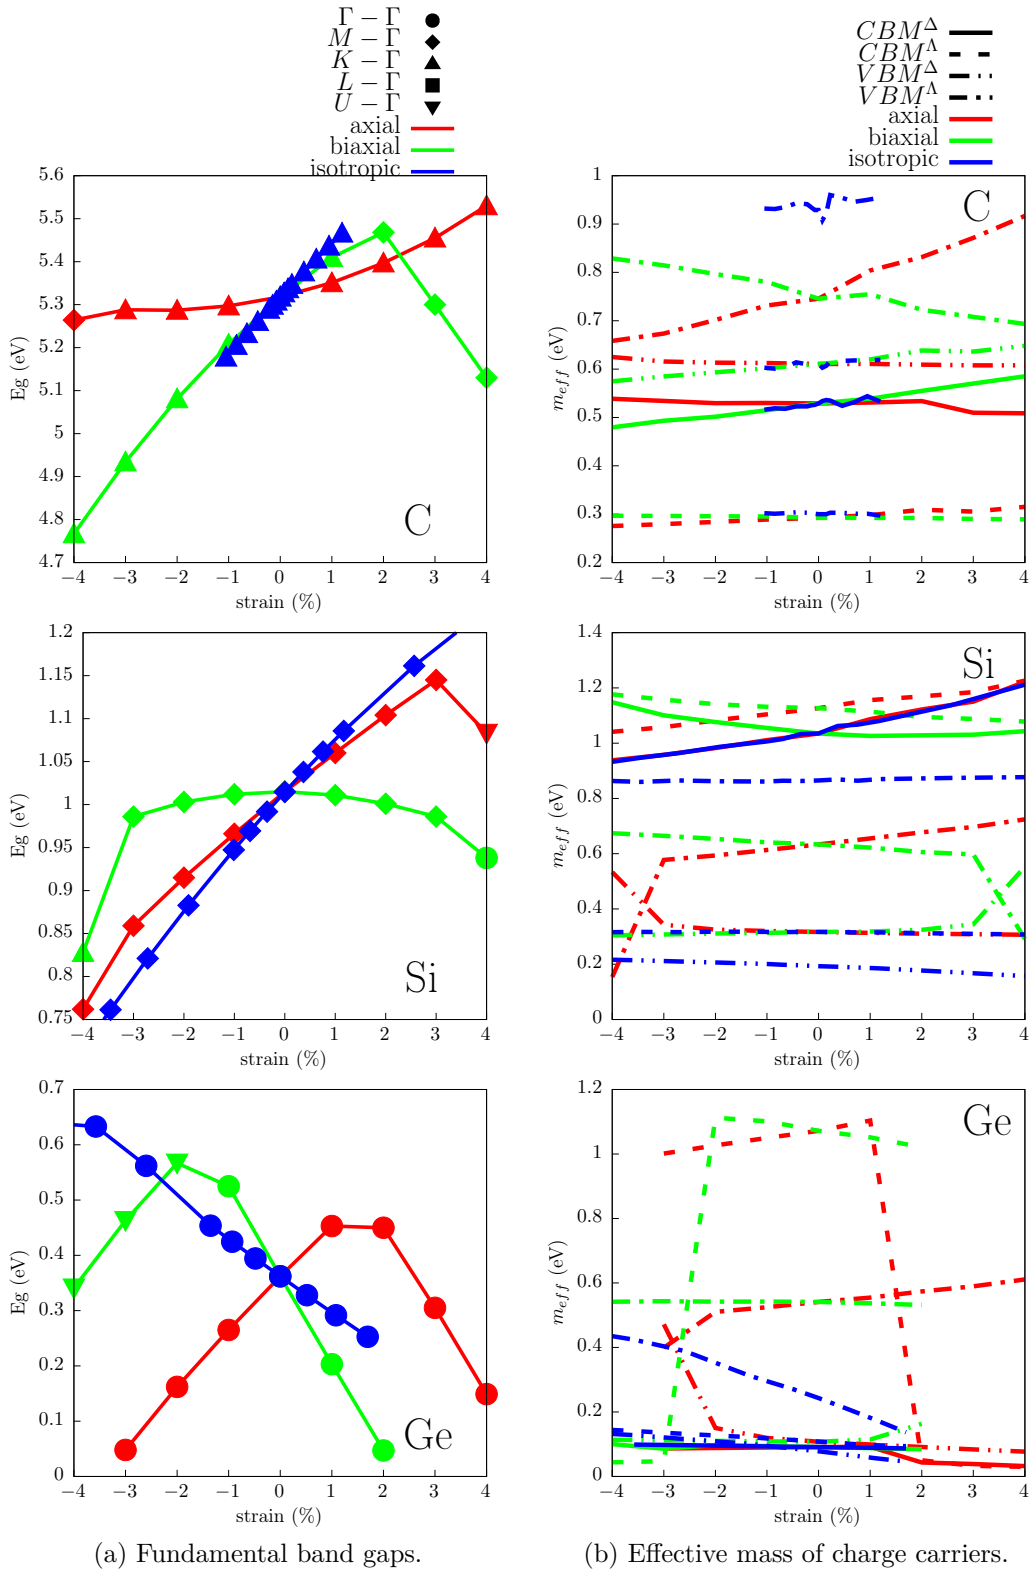 Γ − Γ
M − Γ
K − Γ
L − Γ
U − Γ
axial
biaxial
isotropic
5.6
5.5
5.4
5.3
5.2
5.1
5
4.9
4.8
4.7
Eg (eV)
C
−4 −3 −2 −1 0 1 2 3 4
strain (%)
CBM^Δ
CBM^Λ
VBM^Δ
VBM^Λ
axial
biaxial
isotropic
1
0.9
0.8
0.7
0.6
0.5
0.4
0.3
0.2
m_eff (eV)
C
−4 −3 −2 −1 0 1 2 3 4
strain (%)
1.2
1.15
1.1
1.05
1
0.95
0.9
0.85
0.8
0.75
Eg (eV)
Si
−4 −3 −2 −1 0 1 2 3 4
strain (%)
1.4
1.2
1
0.8
0.6
0.4
0.2
0
m_eff (eV)
Si
−4 −3 −2 −1 0 1 2 3 4
strain (%)
0.7
0.6
0.5
0.4
0.3
0.2
0.1
0
Eg (eV)
Ge
−4 −3 −2 −1 0 1 2 3 4
strain (%)
1.2
1
0.8
0.6
0.4
0.2
0
m_eff (eV)
Ge
−4 −3 −2 −1 0 1 2 3 4
strain (%)
(a) Fundamental band gaps.
(b) Effective mass of charge carriers.